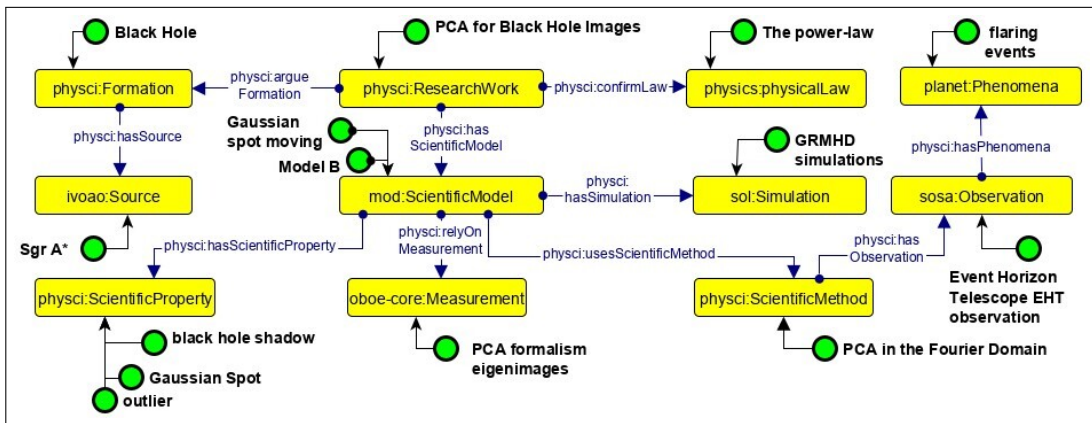 Black Hole
PCA for Black Hole Images
The power-law
flaring
events
physci:Formation
physci:argue
Formation
physci:ResearchWork
physci:confirmLaw
physics:physicalLaw
planet:Phenomena
physci:hasSource
Gaussian
spot moving
Model B
physci:has
ScientificModel
GRMHD
simulations
physci:hasPhenomena
ivoao:Source
mod:ScientificModel
physci:
hasSimulation
sol:Simulation
sosa:Observation
Sgr A*
physci:hasScientificProperty
physci:relyOn
Measurement
physci:usesScientificMethod
physci:has
Observation
physci:ScientificProperty
oboe-core:Measurement
physci:ScientificMethod
Event Horizon
Telescope EHT
observation
black hole shadow
Gaussian Spot
outlier
PCA formalism
eigenimages
PCA in the Fourier Domain